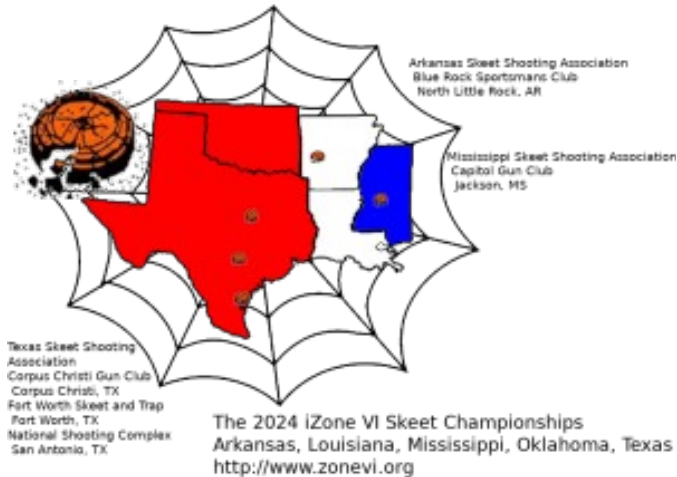 Arkansas Skeet Shooting Association
Blue Rock Sportsmans Club
North Little Rock, AR
Mississippi Skeet Shooting Association
Capitol Gun Club
Jackson, MS
Texas Skeet Shooting
Association
Corpus Christi Gun Club
Corpus Christi, TX
Fort Worth Skeet and Trap
Fort Worth, TX
National Shooting Complex
San Antonio, TX
The 2024 iZone VI Skeet Championships
Arkansas, Louisiana, Mississippi, Oklahoma, Texas
http://www.zonevi.org